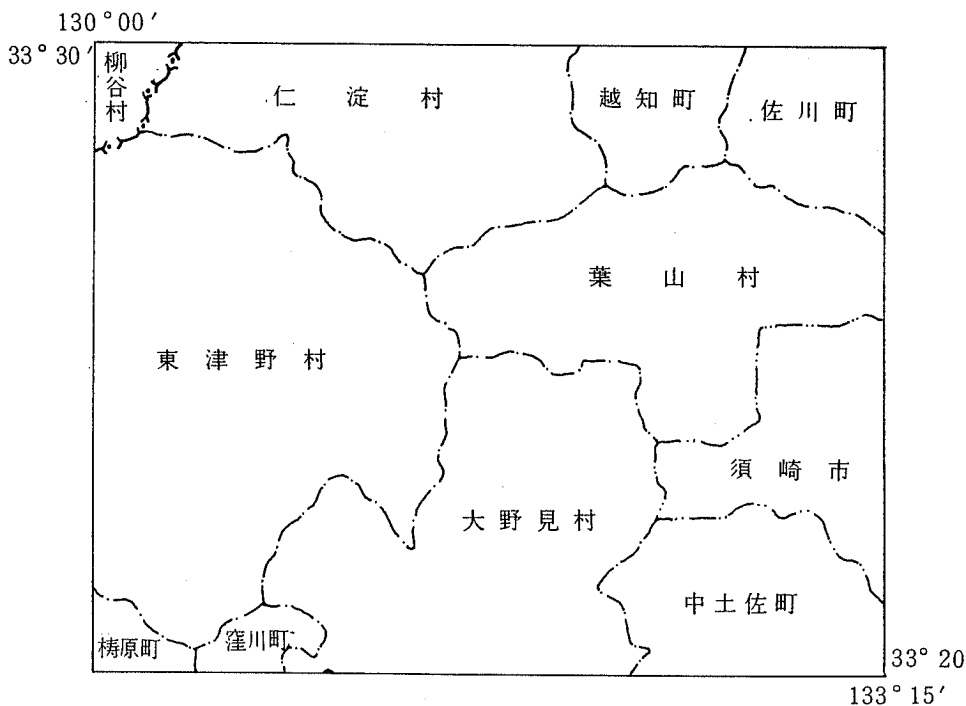 130°00′
33°30′
柳谷村
仁淀村
越知町
佐川町
葉山村
東津野村
須崎市
大野見村
中土佐町
梼原町
窪川町
33°20
133°15′